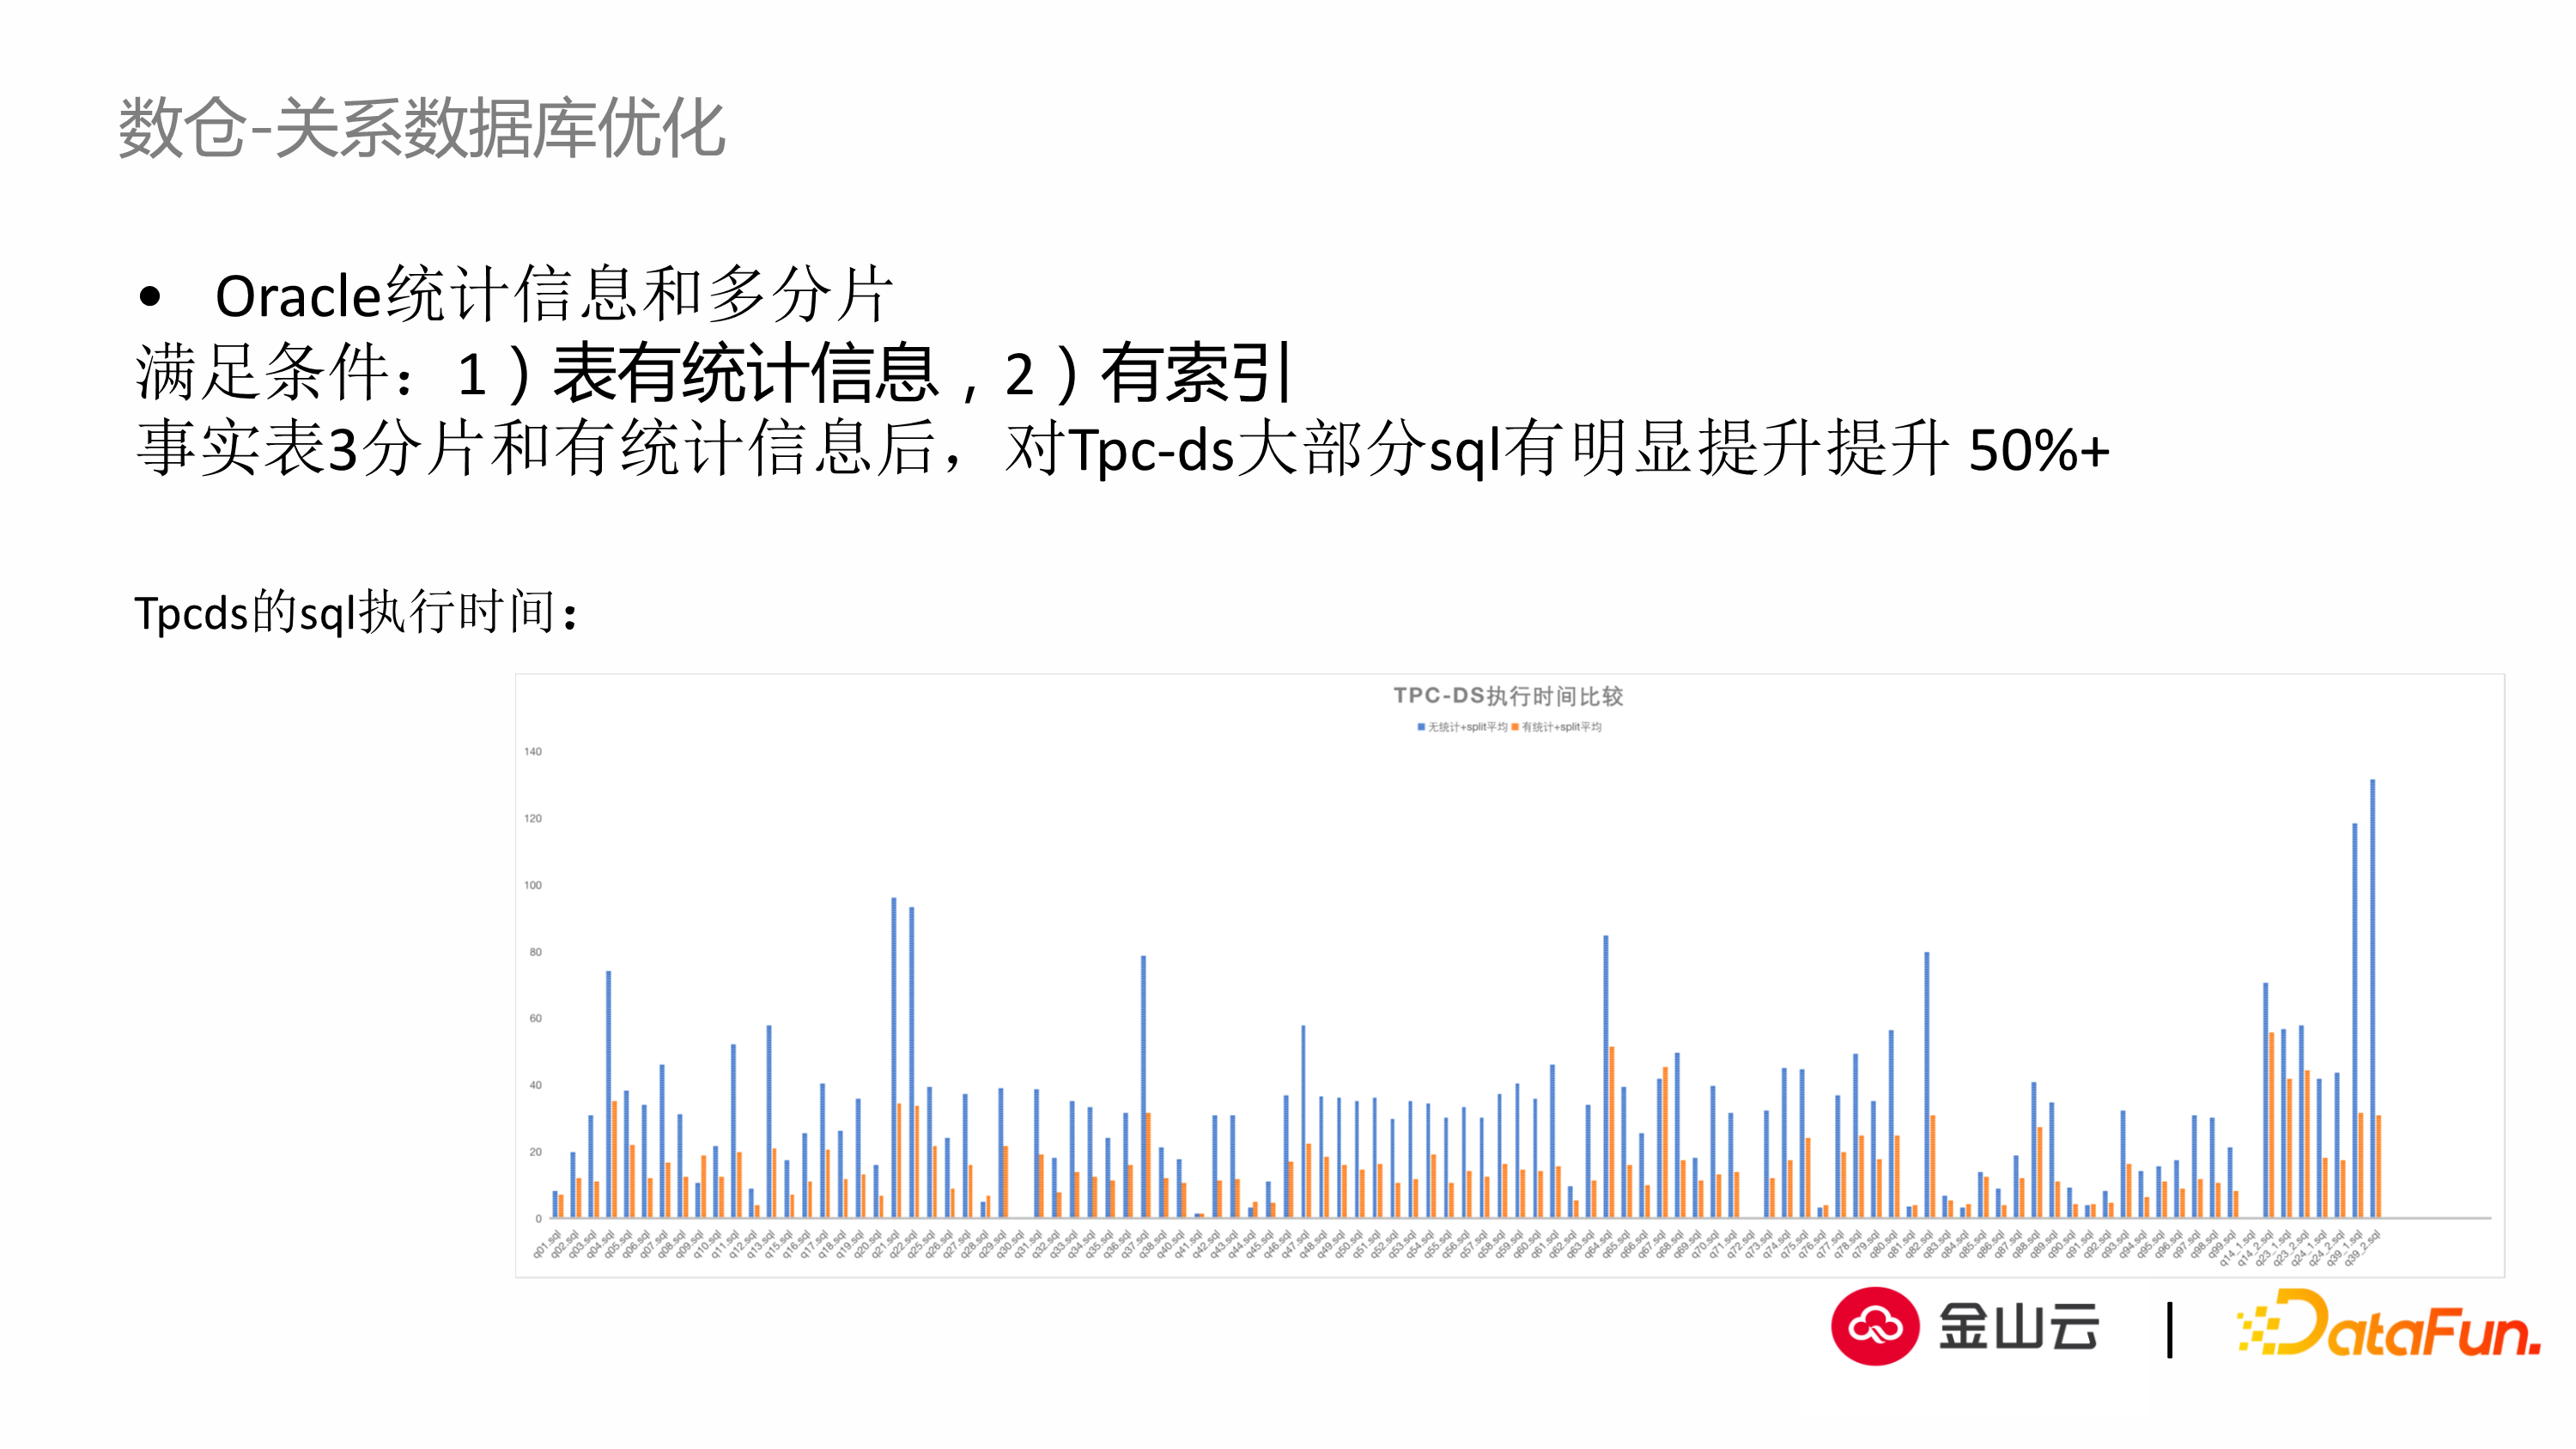 数仓-关系数据库优化
• Oracle统计信息和多分片
满足条件：1）表有统计信息，2）有索引
事实表3分片和有统计信息后，对Tpc-ds大部分sql有明显提升提升 50%+
Tpcds的sql执行时间：
TPC-DS执行时间比较
无统计+split平均 有统计+split平均
140
120
100
80
60
40
20
0
q01.sql q02.sql q03.sql q04.sql q05.sql q06.sql q07.sql q08.sql q09.sql q10.sql q11.sql q12.sql q13.sql q15.sql q16.sql q17.sql q18.sql q19.sql q20.sql q21.sql q22.sql q25.sql q26.sql q27.sql q28.sql q29.sql q30.sql q31.sql q32.sql q33.sql q34.sql q35.sql q36.sql q37.sql q38.sql q40.sql q41.sql q42.sql q43.sql q44.sql q45.sql q46.sql q47.sql q48.sql q49.sql q50.sql q51.sql q52.sql q53.sql q54.sql q55.sql q56.sql q57.sql q58.sql q59.sql q60.sql q61.sql q62.sql q63.sql q64.sql q65.sql q66.sql q67.sql q68.sql q69.sql q70.sql q71.sql q72.sql q73.sql q74.sql q75.sql q76.sql q77.sql q78.sql q79.sql q80.sql q81.sql q82.sql q83.sql q84.sql q85.sql q86.sql q87.sql q88.sql q89.sql q90.sql q91.sql q92.sql q93.sql q94.sql q95.sql q96.sql q97.sql q98.sql q99.sql q14_1.sql q14_2.sql q23_1.sql q23_2.sql q24_1.sql q24_2.sql q39_1.sql q39_2.sql
金山云 | DataFun.